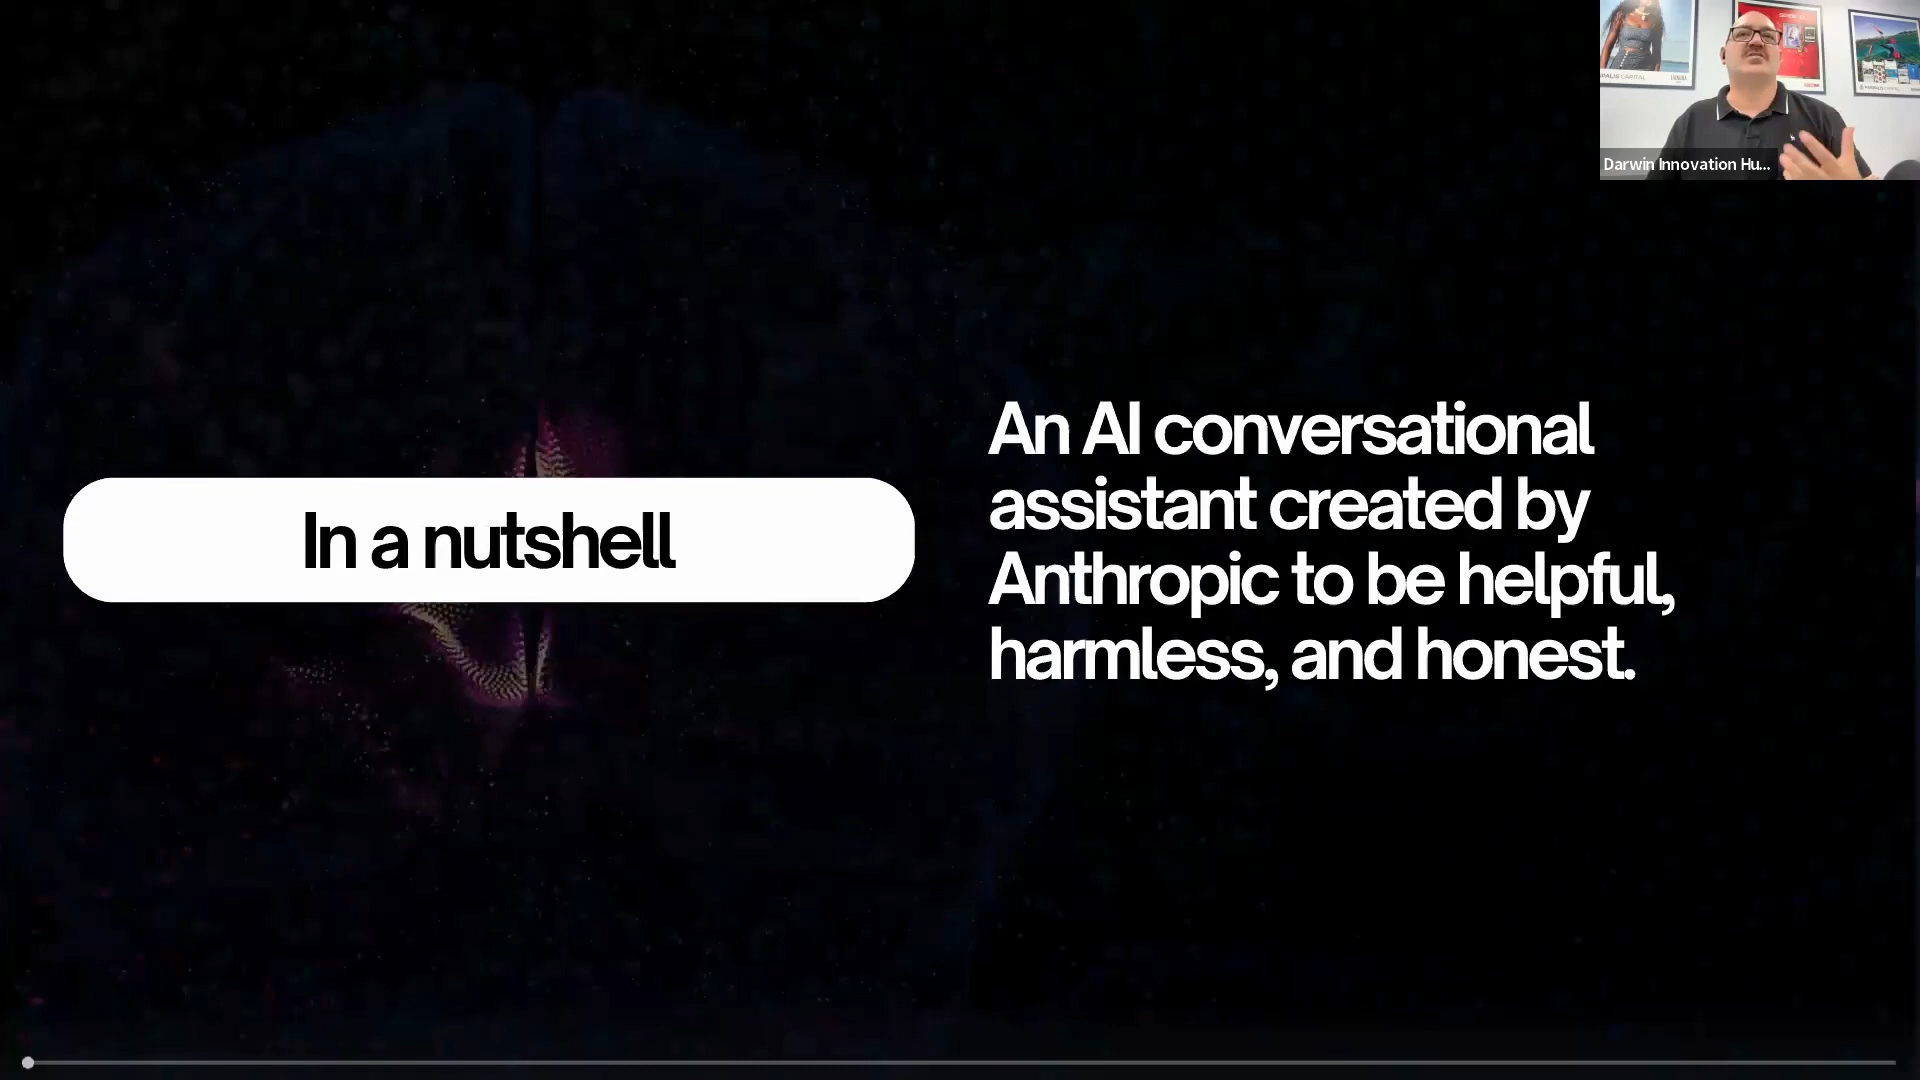 In a nutshell
An AI conversational
assistant created by
Anthropic to be helpful,
harmless, and honest.
Darwin Innovation Hu...